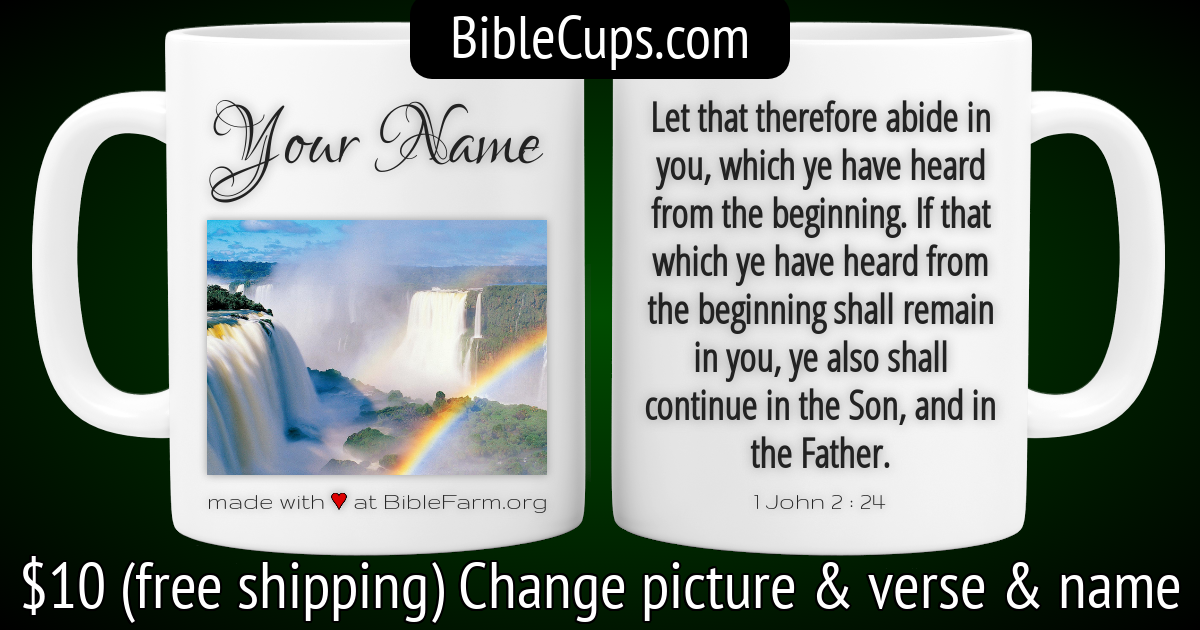 BibleCups.com
Your Name
made with ♥ at BibleFarm.org
Let that therefore abide in
you, which ye have heard
from the beginning. If that
which ye have heard from
the beginning shall remain
in you, ye also shall
continue in the Son, and in
the Father.
1 John 2 : 24
$10 (free shipping) Change picture & verse & name